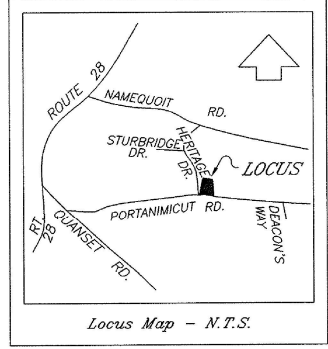 ROUTE 28
NAMEQUOIT RD.
STURBRIDGE
DR.
HERITAGE
DR.
LOCUS
PORTANIMICUT RD.
DEACON'S
WAY
RT.
28
QUANSET RD.
Locus Map - N.T.S.